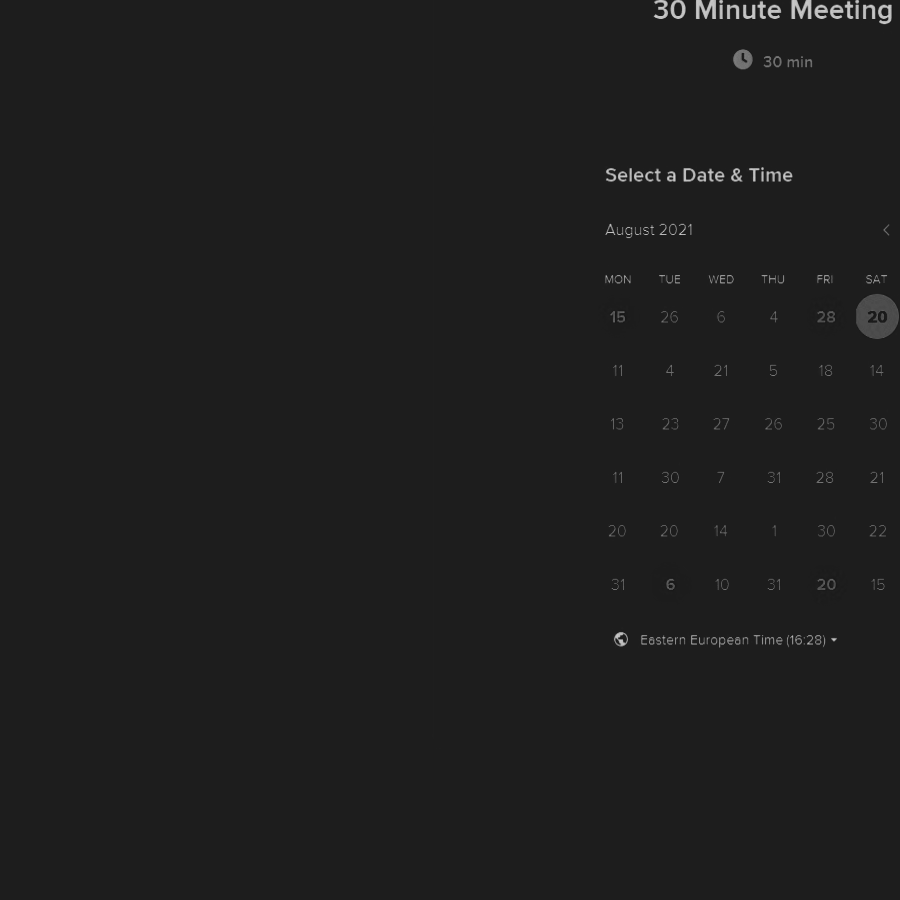 30 Minute Meeting
30 min
Select a Date & Time
August 2021
MON TUE WED THU FRI SAT
15 26 6 4 28 20
11 4 21 5 18 14
13 23 27 26 25 30
11 30 7 31 28 21
20 20 14 1 30 22
31 6 10 31 20 15
Eastern European Time (16:28)